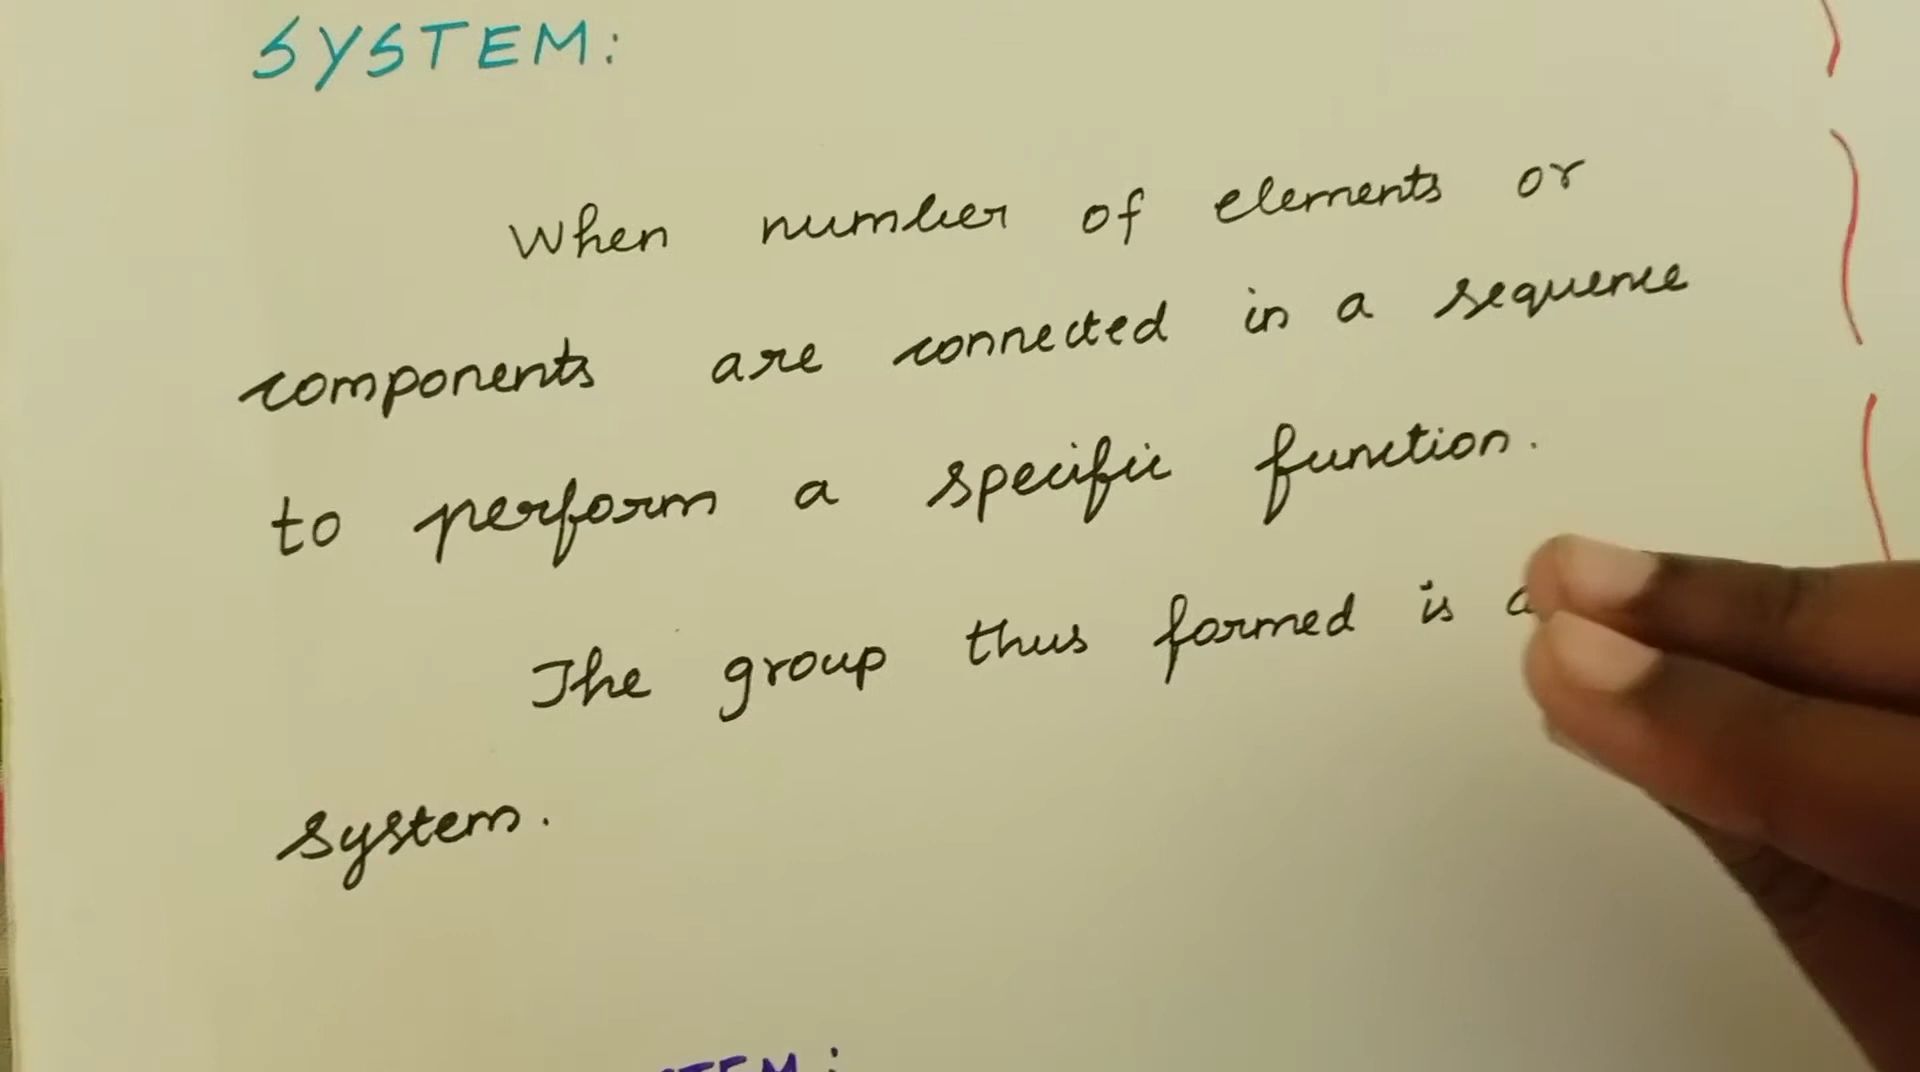 SYSTEM:
When number of elements or
components are connected in a sequence
to perform a specific function.
The group thus formed is a
system.